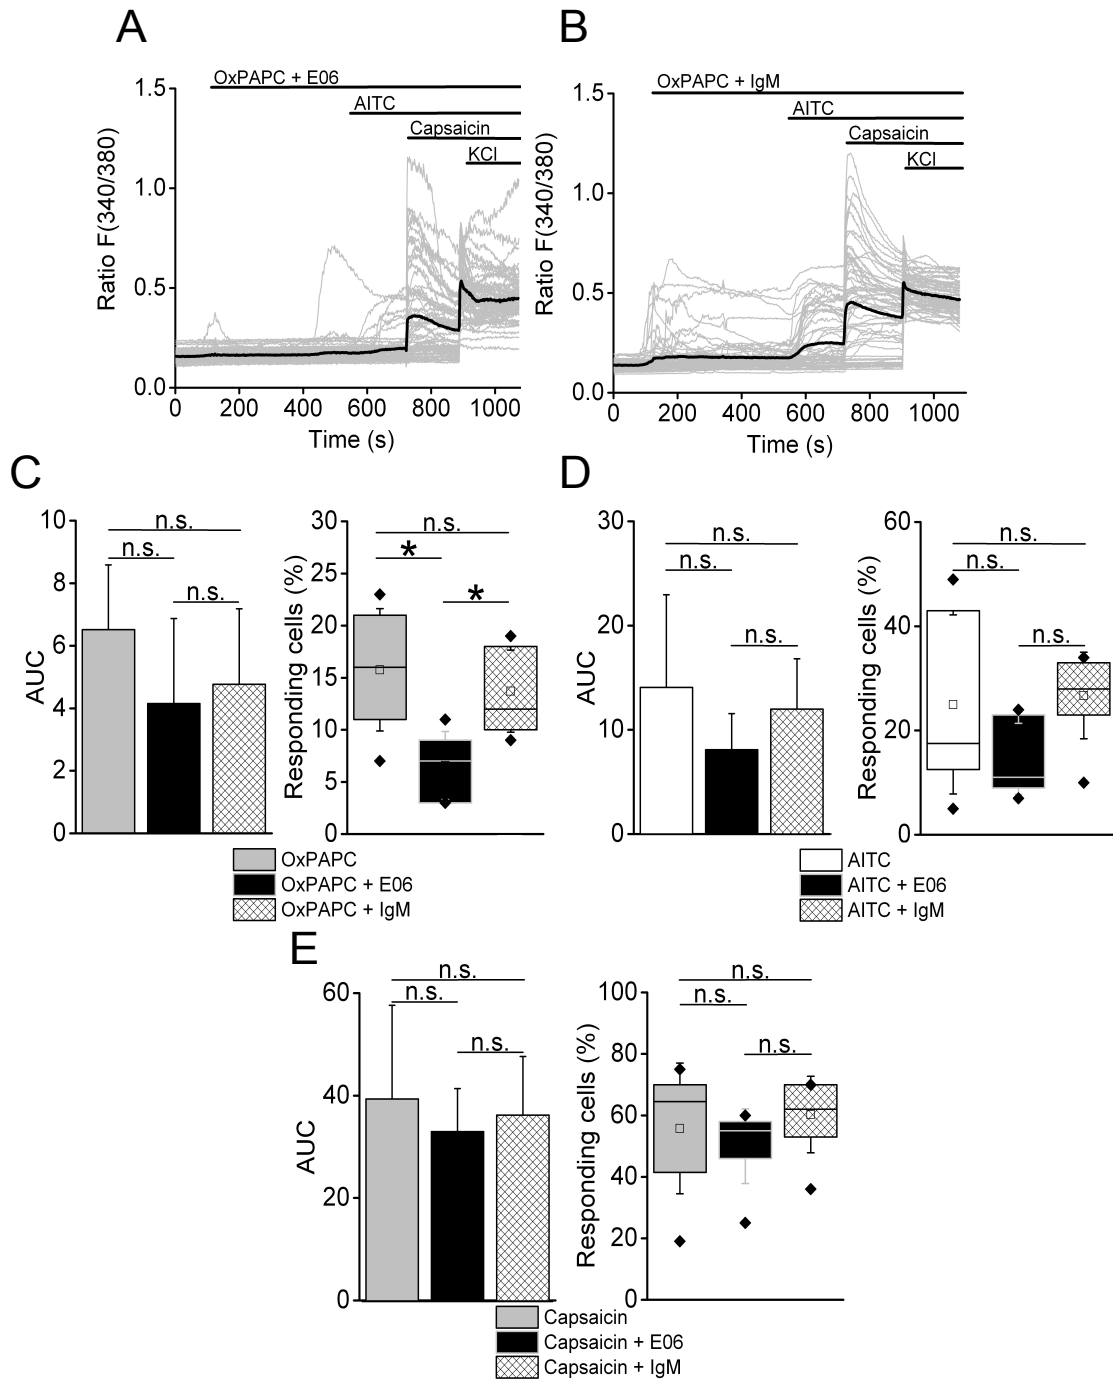 A
OxPAPC + E06
AITC
Capsaicin
KCl
Ratio F(340/380)
1.5
1.0
0.5
0.0
0 200 400 600 800 1000
Time (s)
B
OxPAPC + IgM
AITC
Capsaicin
KCl
Ratio F(340/380)
1.5
1.0
0.5
0.0
0 200 400 600 800 1000
Time (s)
C
AUC
10
8
6
4
2
0
n.s.
n.s.
n.s.
Responding cells (%)
30
25
20
15
10
5
0
n.s.
*
*
OxPAPC
OxPAPC + E06
OxPAPC + IgM
D
AUC
30
20
10
0
n.s.
n.s.
n.s.
Responding cells (%)
60
40
20
0
n.s.
n.s.
n.s.
AITC
AITC + E06
AITC + IgM
E
AUC
60
40
20
0
n.s.
n.s.
n.s.
Responding cells (%)
100
80
60
40
20
0
n.s.
n.s.
n.s.
Capsaicin
Capsaicin + E06
Capsaicin + IgM